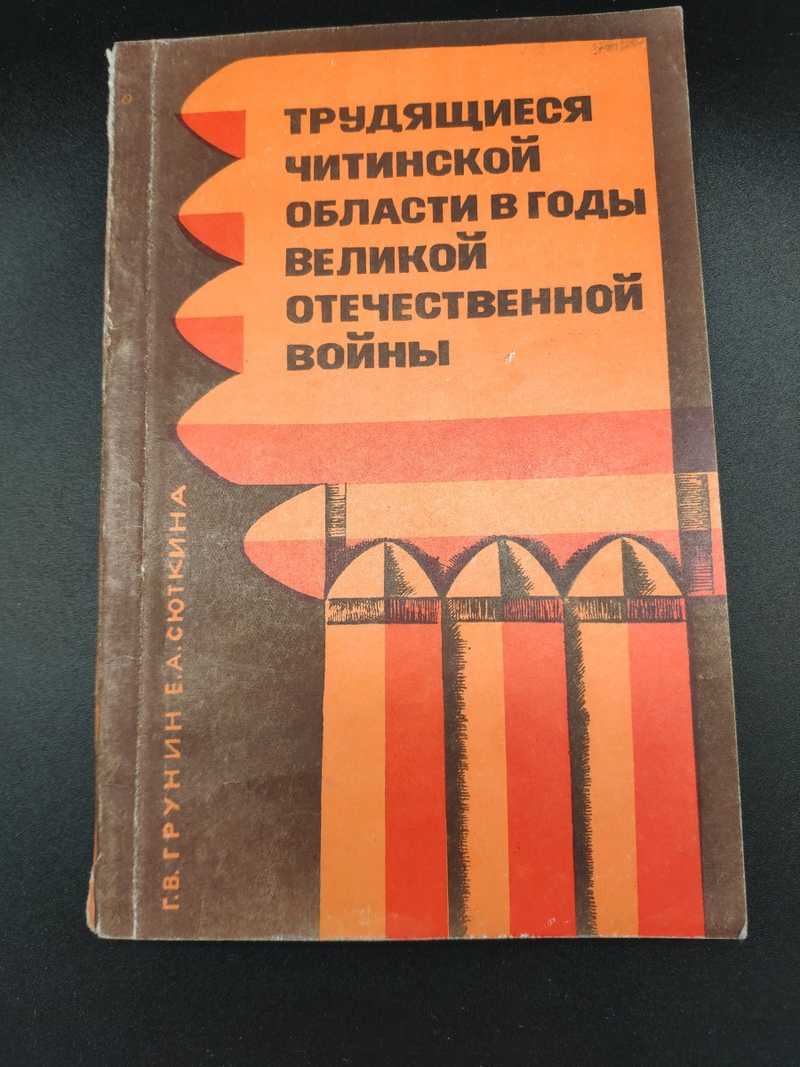 ТРУДЯЩИЕСЯ
ЧИТИНСКОЙ
ОБЛАСТИ В ГОДЫ
ВЕЛИКОЙ
ОТЕЧЕСТВЕННОЙ
ВОЙНЫ
Г.В. ГРУНИН Е.А. СЮТКИНА